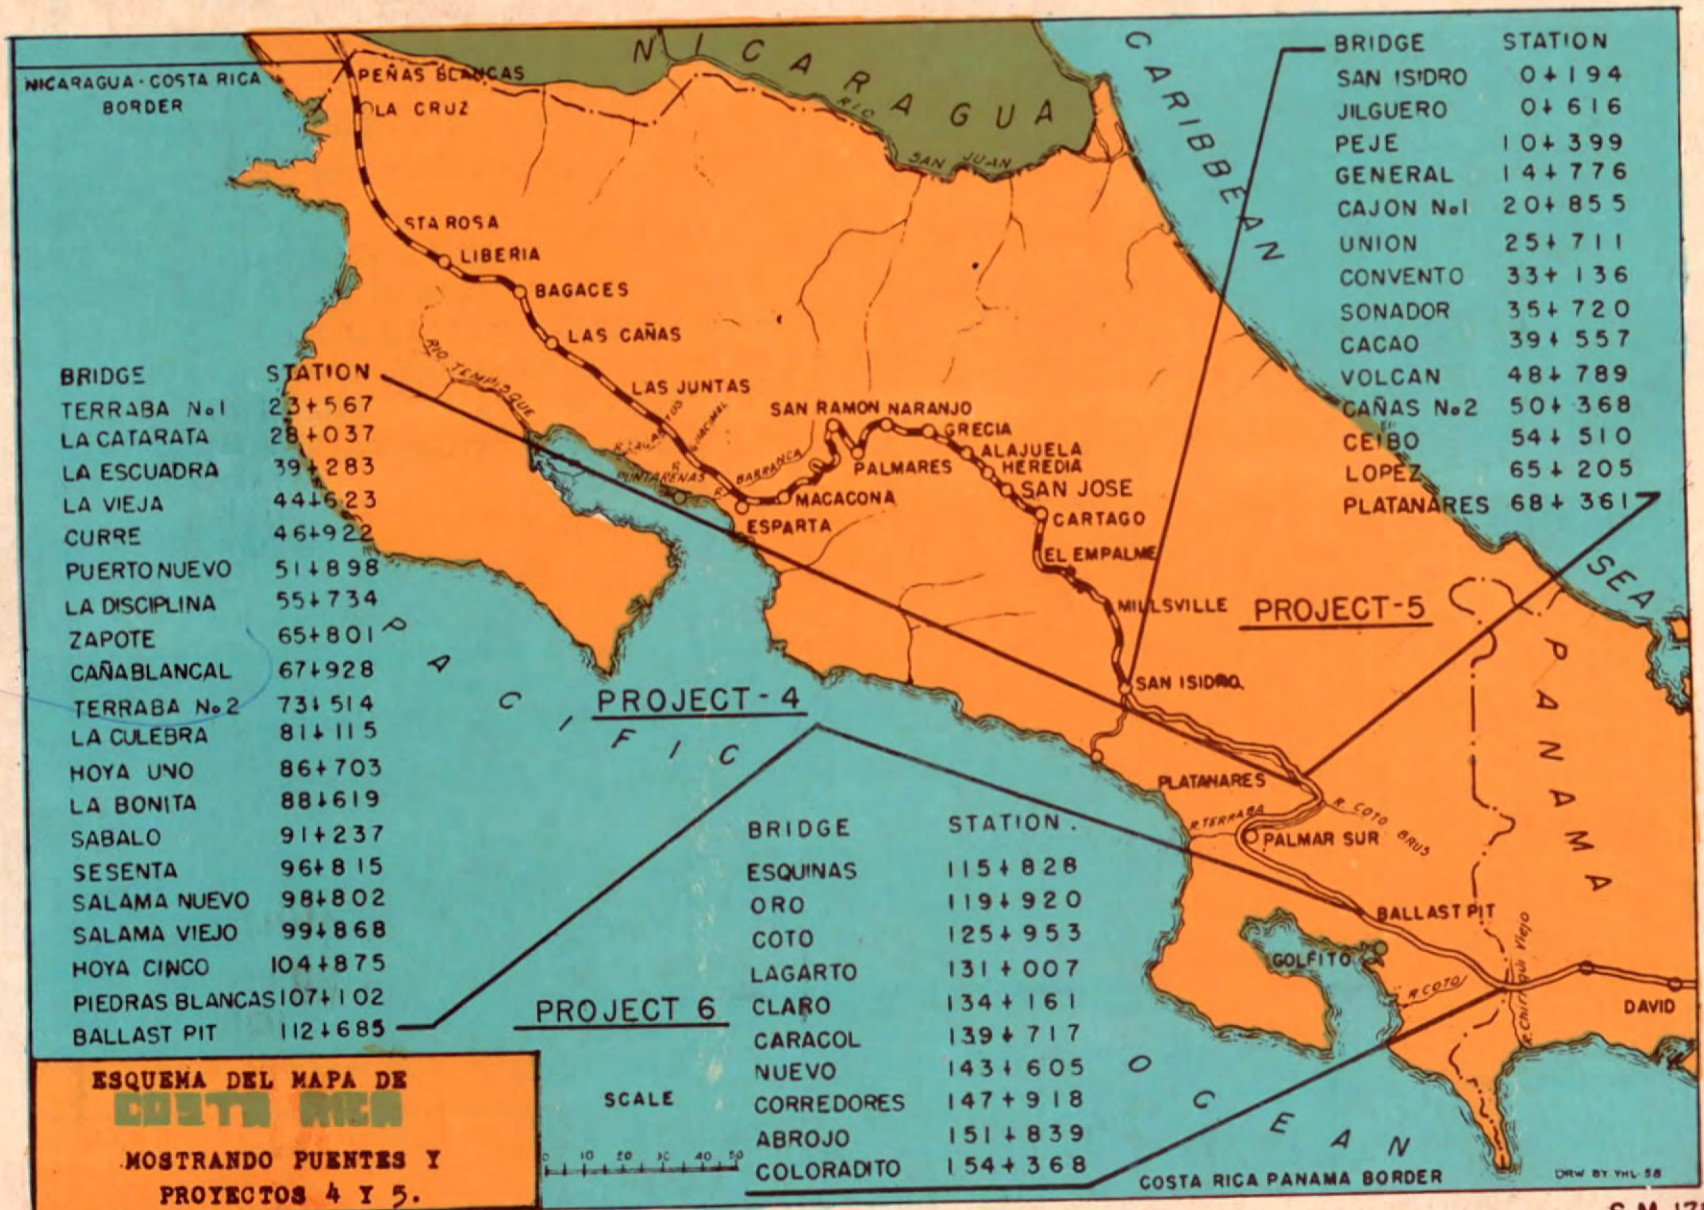 NICARAGUA
NICARAGUA - COSTA RICA
BORDER
PEÑAS BLANCAS
LA CRUZ
RIO
SAN JUAN
CARIBBEAN
SEA
STA ROSA
LIBERIA
BAGACES
LAS CAÑAS
LAS JUNTAS
RIO TEMPISQUE
R. LAGARTOS
R. GUACIMAL
PUNTARENAS
R. BARRANCA
SAN RAMON
NARANJO
GRECIA
ALAJUELA
HEREDIA
PALMARES
SAN JOSE
MACACONA
ESPARTA
CARTAGO
EL EMPALME
MILLSVILLE
SAN ISIDRO
BRIDGE STATION
SAN ISIDRO 0+194
JILGUERO 0+616
PEJE 10+399
GENERAL 14+776
CAJON No1 20+855
UNION 25+711
CONVENTO 33+136
SONADOR 35+720
CACAO 39+557
VOLCAN 48+789
CAÑAS No2 50+368
CEIBO 54+510
LOPEZ 65+205
PLATANARES 68+361
PROJECT-5
PANAMA
BRIDGE STATION
TERRABA No1 23+567
LA CATARATA 28+037
LA ESCUADRA 39+283
LA VIEJA 44+623
CURRE 46+922
PUERTO NUEVO 51+898
LA DISCIPLINA 55+734
ZAPOTE 65+801
CAÑABLANCAL 67+928
TERRABA No2 73+514
LA CULEBRA 81+115
HOYA UNO 86+703
LA BONITA 88+619
SABALO 91+237
SESENTA 96+815
SALAMA NUEVO 98+802
SALAMA VIEJO 99+868
HOYA CINCO 104+875
PIEDRAS BLANCAS 107+102
BALLAST PIT 112+685
PACIFIC
OCEAN
PROJECT - 4
PLATANARES
R. TERRABA
R. COTO BRUS
PALMAR SUR
BALLAST PIT
GOLFITO
R COTO
R. Chirriqui Viejo
DAVID
PROJECT 6
BRIDGE STATION.
ESQUINAS 115+828
ORO 119+920
COTO 125+953
LAGARTO 131+007
CLARO 134+161
CARACOL 139+717
NUEVO 143+605
CORREDORES 147+918
ABROJO 151+839
COLORADITO 154+368
SCALE
0 10 20 30 40 50
COSTA RICA PANAMA BORDER
DRW BY YHL-58
ESQUEMA DEL MAPA DE
COSTA RICA
MOSTRANDO PUENTES Y
PROYECTOS 4 Y 5.